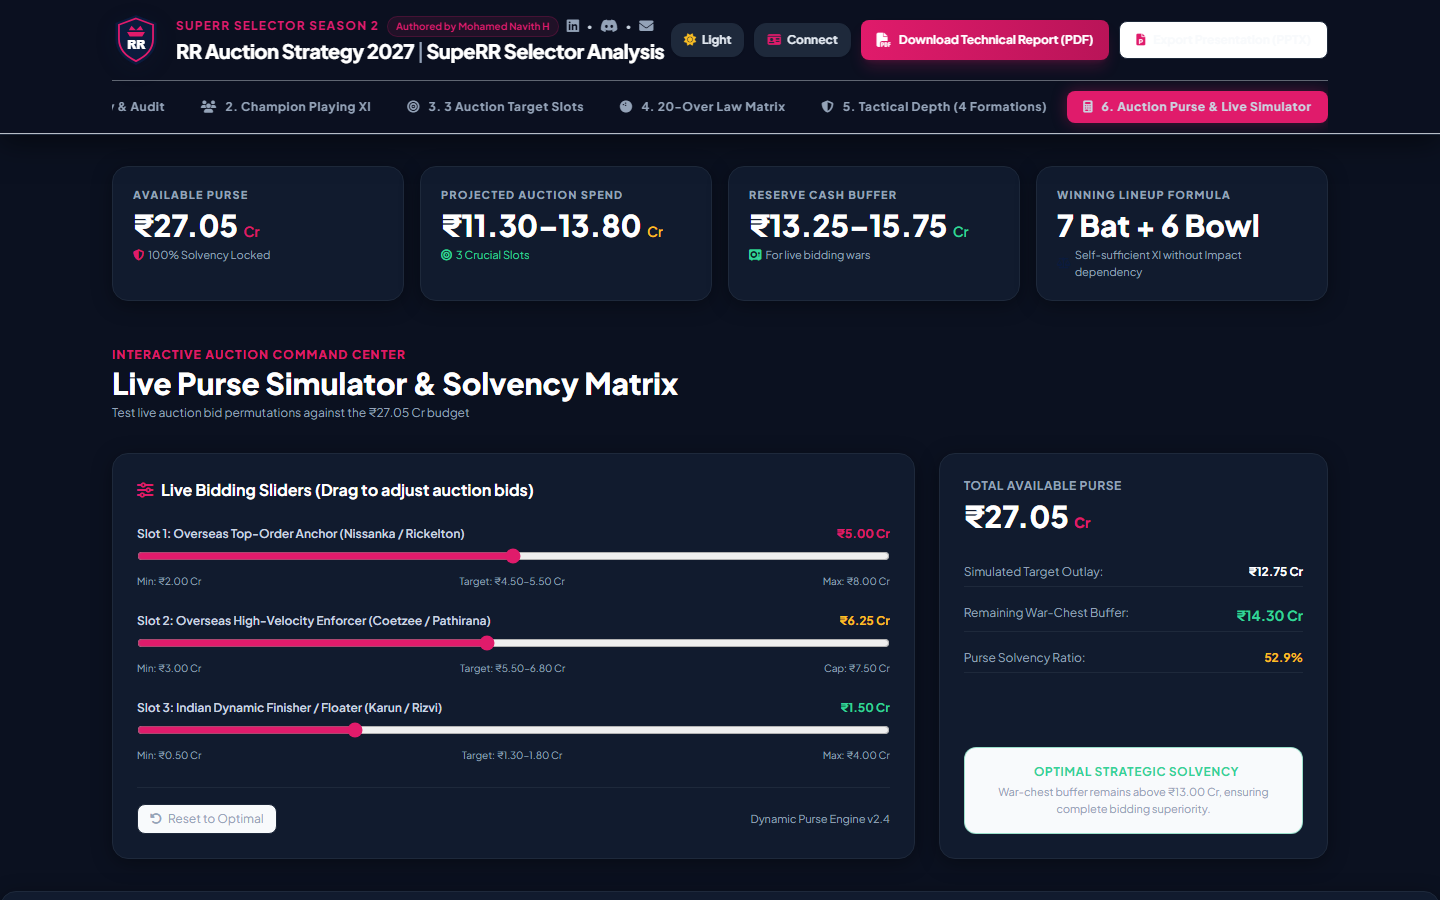 SUPERR SELECTOR SEASON 2
Authored by Mohamed Navith H
RR
RR Auction Strategy 2027 | SupeRR Selector Analysis
Light
Connect
Download Technical Report (PDF)
Export Presentation (PPTX)
& Audit
2. Champion Playing XI
3. 3 Auction Target Slots
4. 20-Over Law Matrix
5. Tactical Depth (4 Formations)
6. Auction Purse & Live Simulator
AVAILABLE PURSE
₹27.05 Cr
100% Solvency Locked
PROJECTED AUCTION SPEND
₹11.30–13.80 Cr
3 Crucial Slots
RESERVE CASH BUFFER
₹13.25–15.75 Cr
For live bidding wars
WINNING LINEUP FORMULA
7 Bat + 6 Bowl
Self-sufficient XI without Impact
dependency
INTERACTIVE AUCTION COMMAND CENTER
Live Purse Simulator & Solvency Matrix
Test live auction bid permutations against the ₹27.05 Cr budget
Live Bidding Sliders (Drag to adjust auction bids)
Slot 1: Overseas Top-Order Anchor (Nissanka / Rickelton)
₹5.00 Cr
Min: ₹2.00 Cr
Target: ₹4.50–5.50 Cr
Max: ₹8.00 Cr
Slot 2: Overseas High-Velocity Enforcer (Coetzee / Pathirana)
₹6.25 Cr
Min: ₹3.00 Cr
Target: ₹5.50–6.80 Cr
Cap: ₹7.50 Cr
Slot 3: Indian Dynamic Finisher / Floater (Karun / Rizvi)
₹1.50 Cr
Min: ₹0.50 Cr
Target: ₹1.30–1.80 Cr
Max: ₹4.00 Cr
Reset to Optimal
Dynamic Purse Engine v2.4
TOTAL AVAILABLE PURSE
₹27.05 Cr
Simulated Target Outlay:
₹12.75 Cr
Remaining War-Chest Buffer:
₹14.30 Cr
Purse Solvency Ratio:
52.9%
OPTIMAL STRATEGIC SOLVENCY
War-chest buffer remains above ₹13.00 Cr, ensuring
complete bidding superiority.